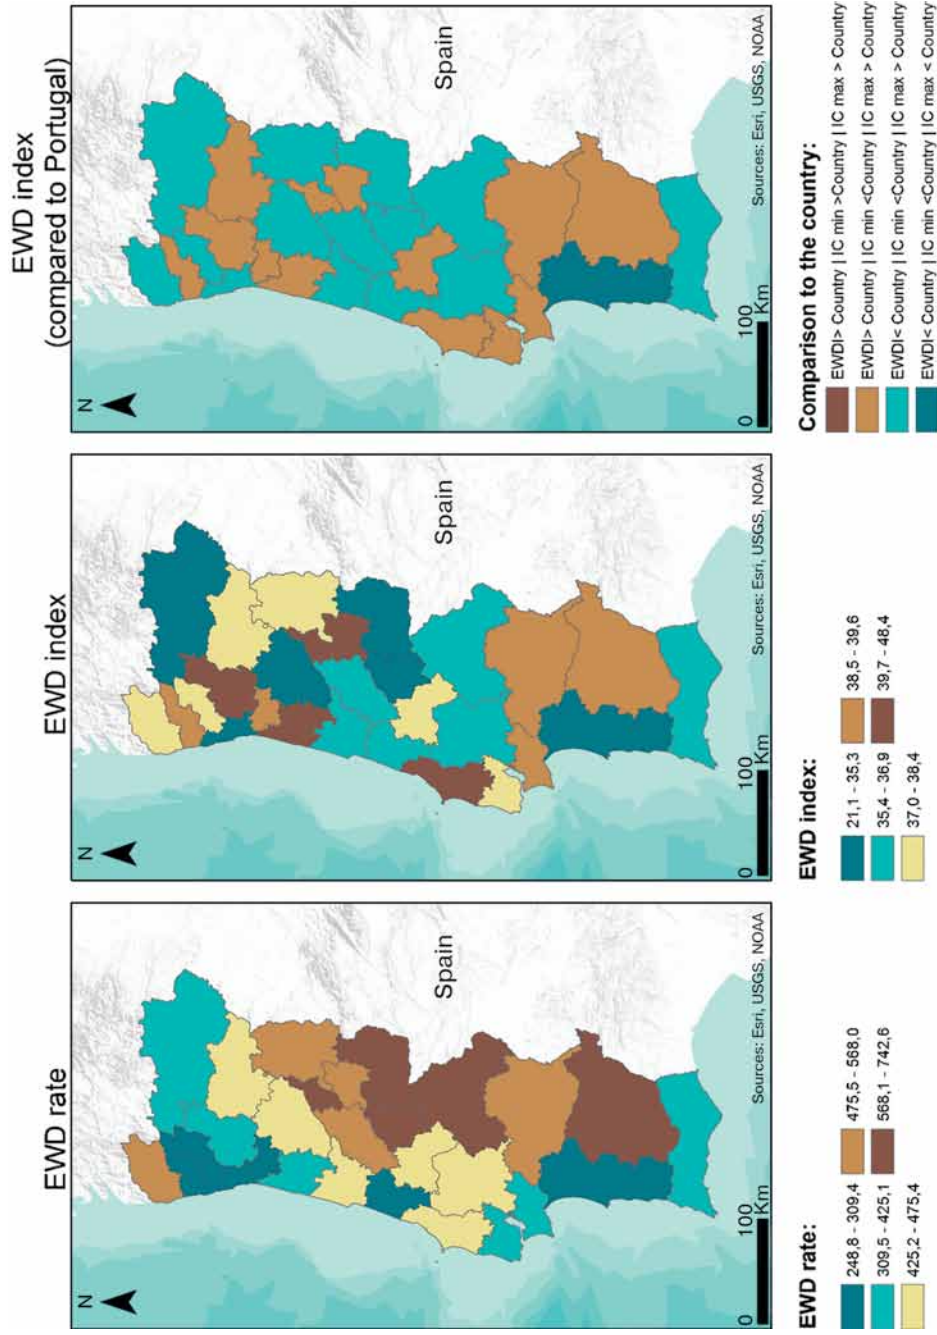 EWD rate
N
Spain
0
100
Km
Sources: Esri, USGS, NOAA
EWD rate:
248,8 - 309,4
309,5 - 425,1
425,2 - 475,4
475,5 - 568,0
568,1 - 742,6
EWD index
N
Spain
0
100
Km
Sources: Esri, USGS, NOAA
EWD index:
21,1 - 35,3
35,4 - 36,9
37,0 - 38,4
38,5 - 39,6
39,7 - 48,4
EWD index
(compared to Portugal)
N
Spain
0
100
Km
Sources: Esri, USGS, NOAA
Comparison to the country:
EWDI> Country | IC min >Country | IC max > Country
EWDI> Country | IC min <Country | IC max > Country
EWDI< Country | IC min <Country | IC max > Country
EWDI< Country | IC min <Country | IC max < Country